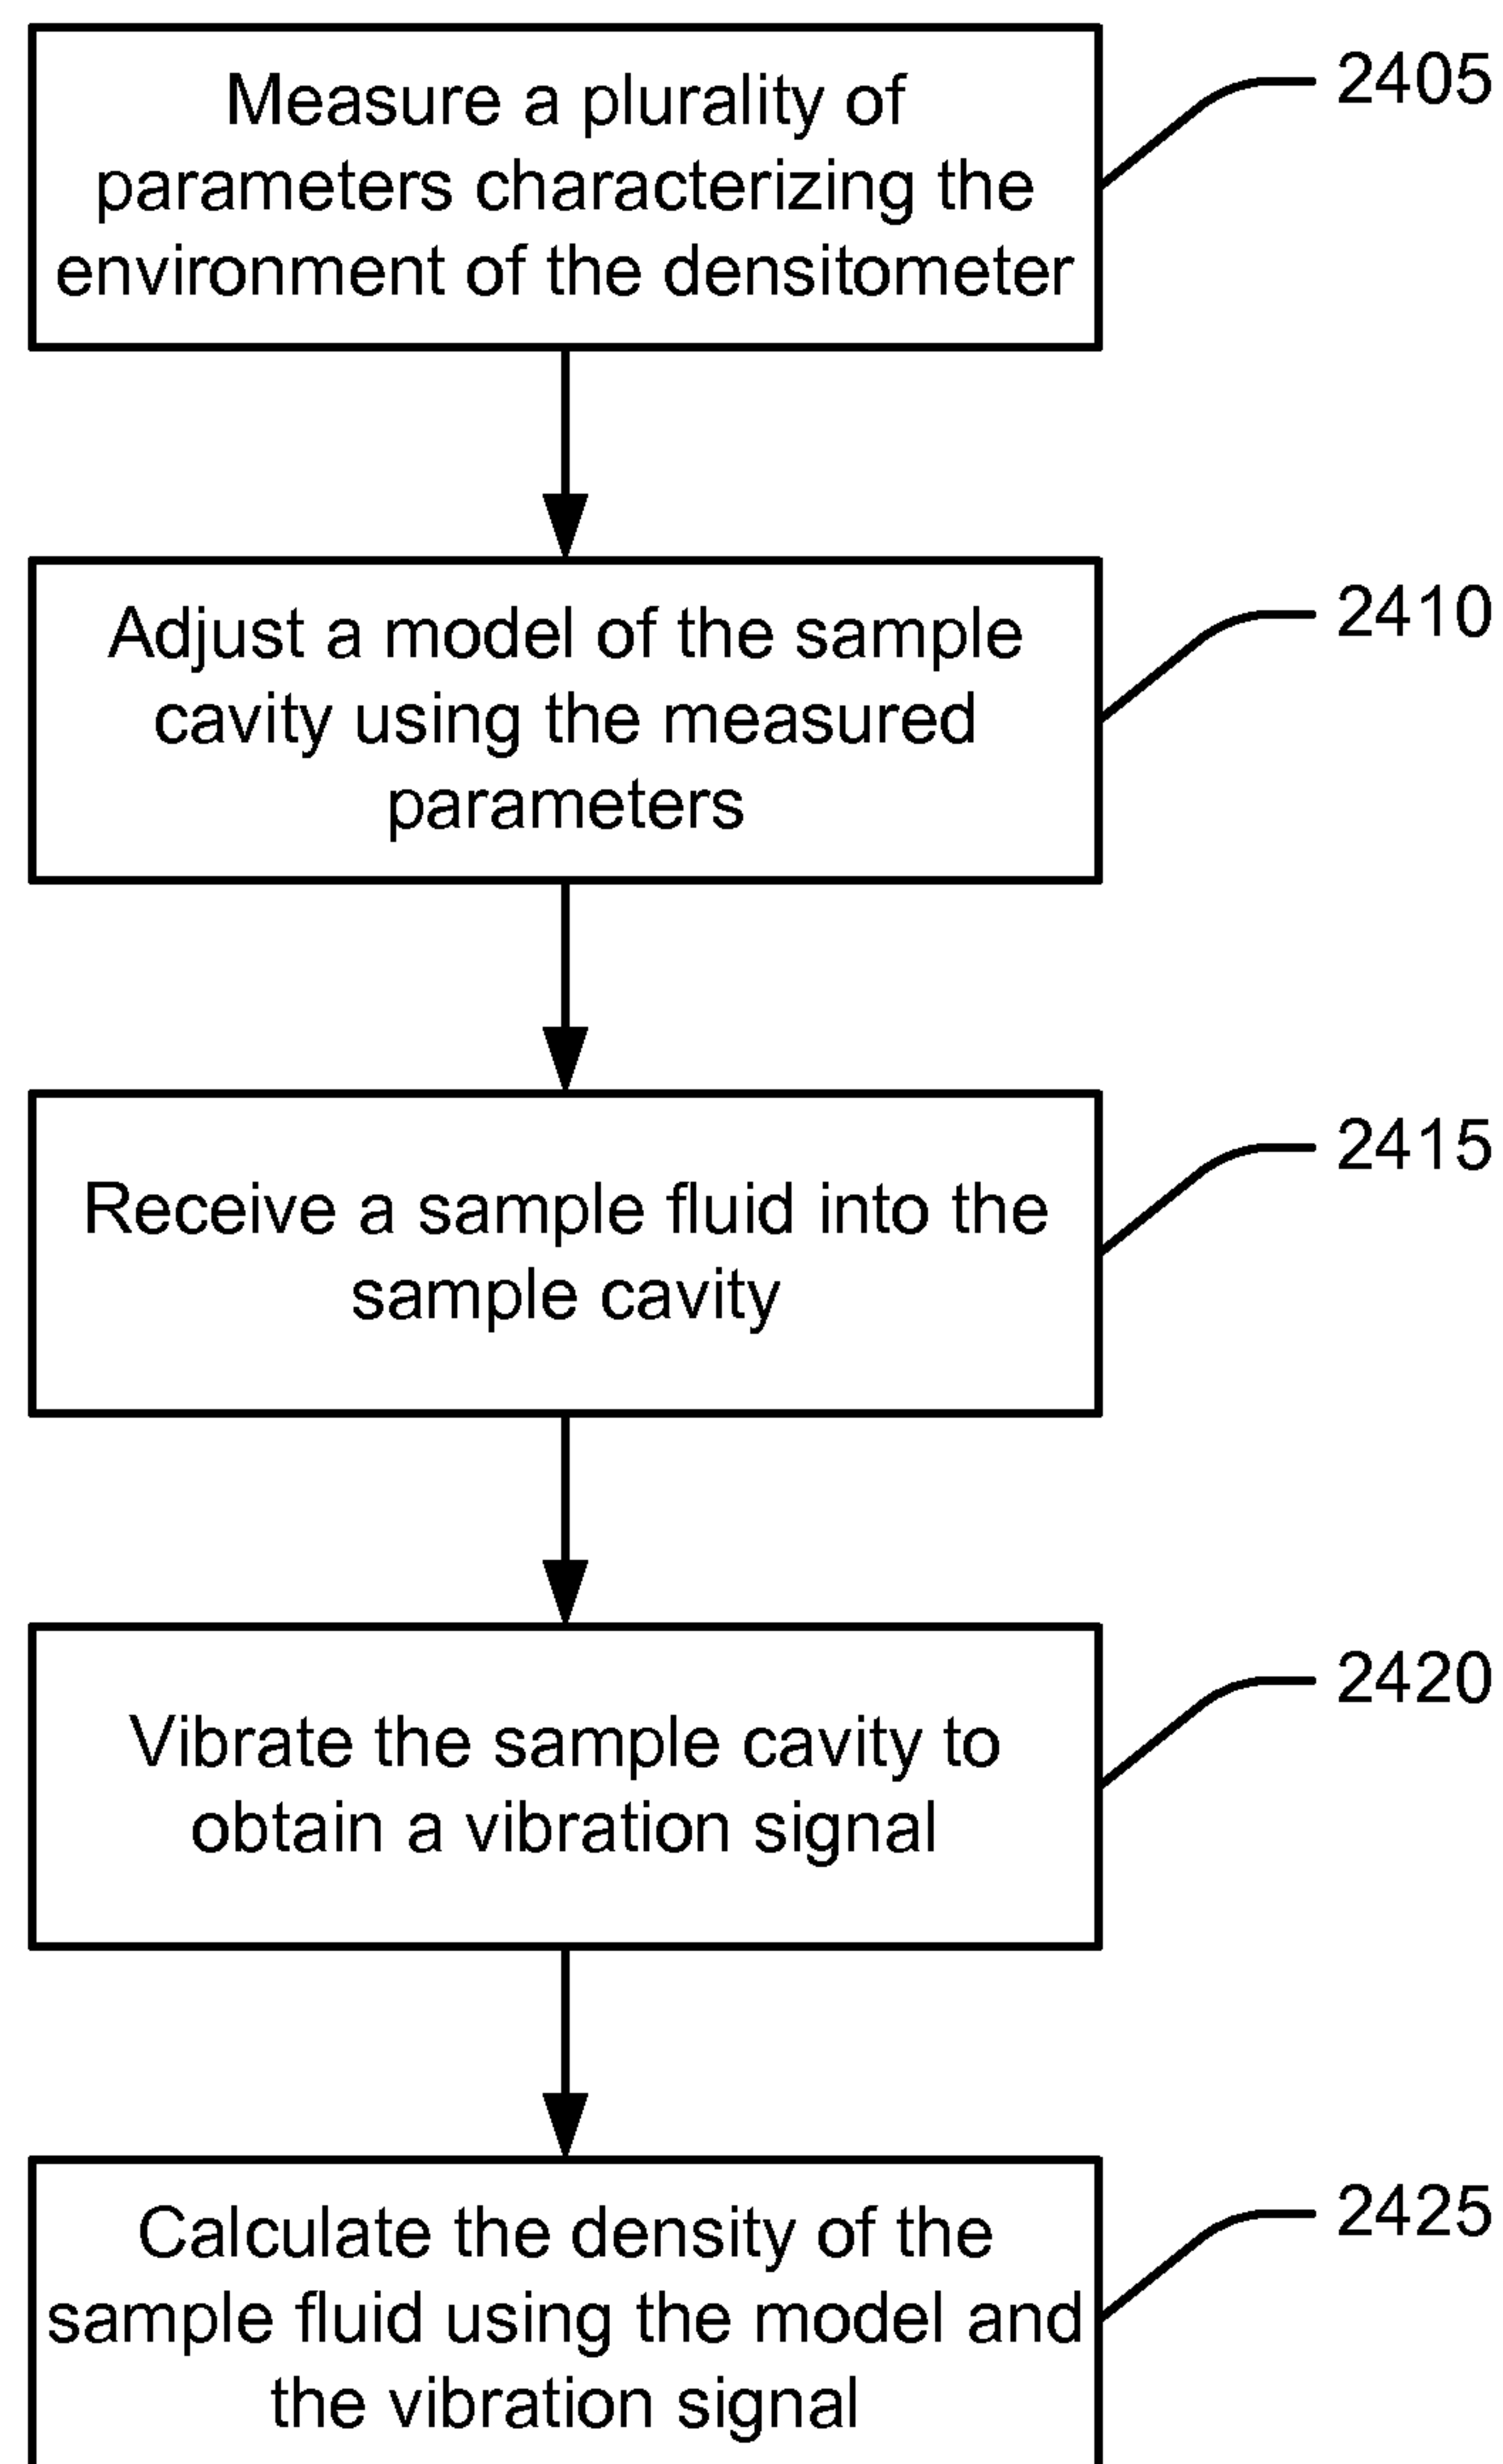 Measure a plurality of
parameters characterizing the
environment of the densitometer
2405
Adjust a model of the sample
cavity using the measured
parameters
2410
Receive a sample fluid into the
sample cavity
2415
Vibrate the sample cavity to
obtain a vibration signal
2420
Calculate the density of the
sample fluid using the model and
the vibration signal
2425